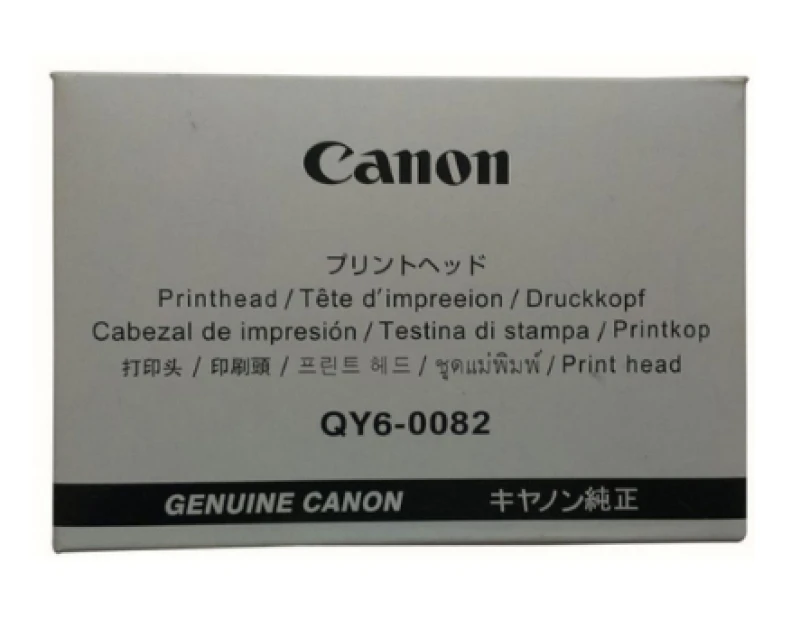 Canon
プリントヘッド
Printhead / Tête d'impreeion / Druckkopf
Cabezal de impresión / Testina di stampa / Printkop
打印头 / 印刷頭 / 프린트 헤드 / ชุดแม่พิมพ์ / Print head
QY6-0082
GENUINE CANON キヤノン純正